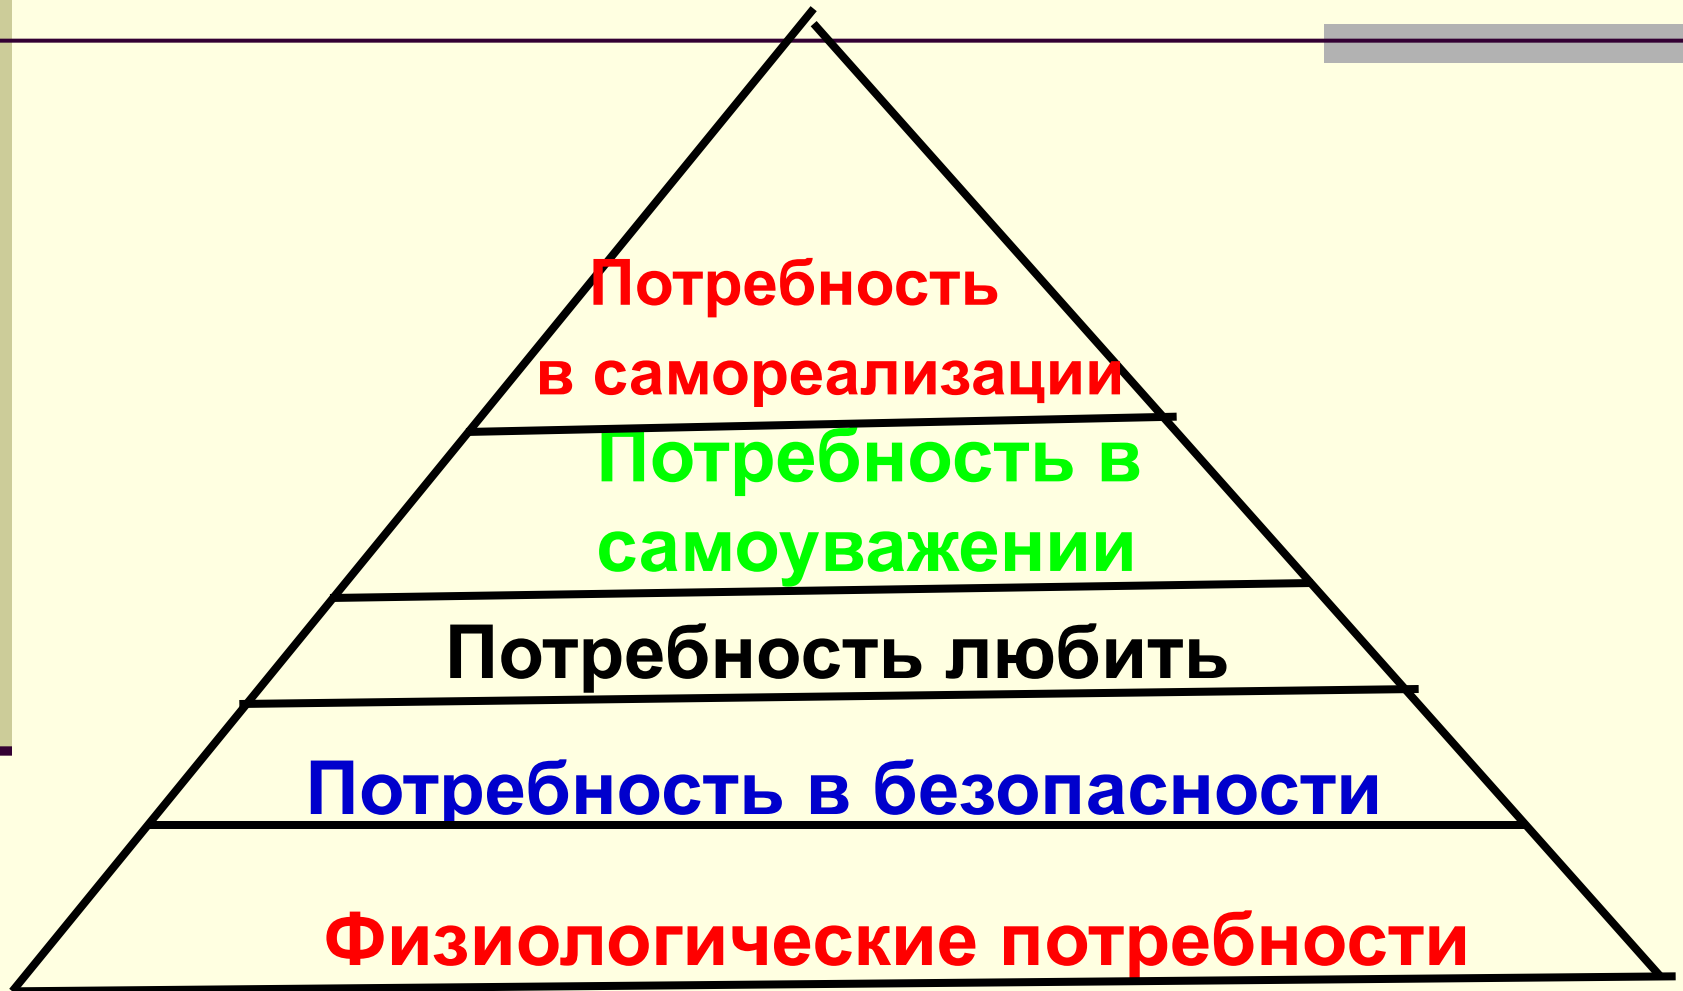 Потребность
в самореализации
Потребность в
самоуважении
Потребность любить
Потребность в безопасности
Физиологические потребности